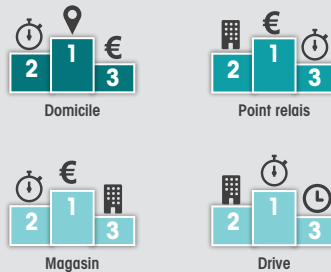 €
2 1 3
Domicile
€
2 1 3
Point relais
€
2 1 3
Magasin
2 1 3
Drive